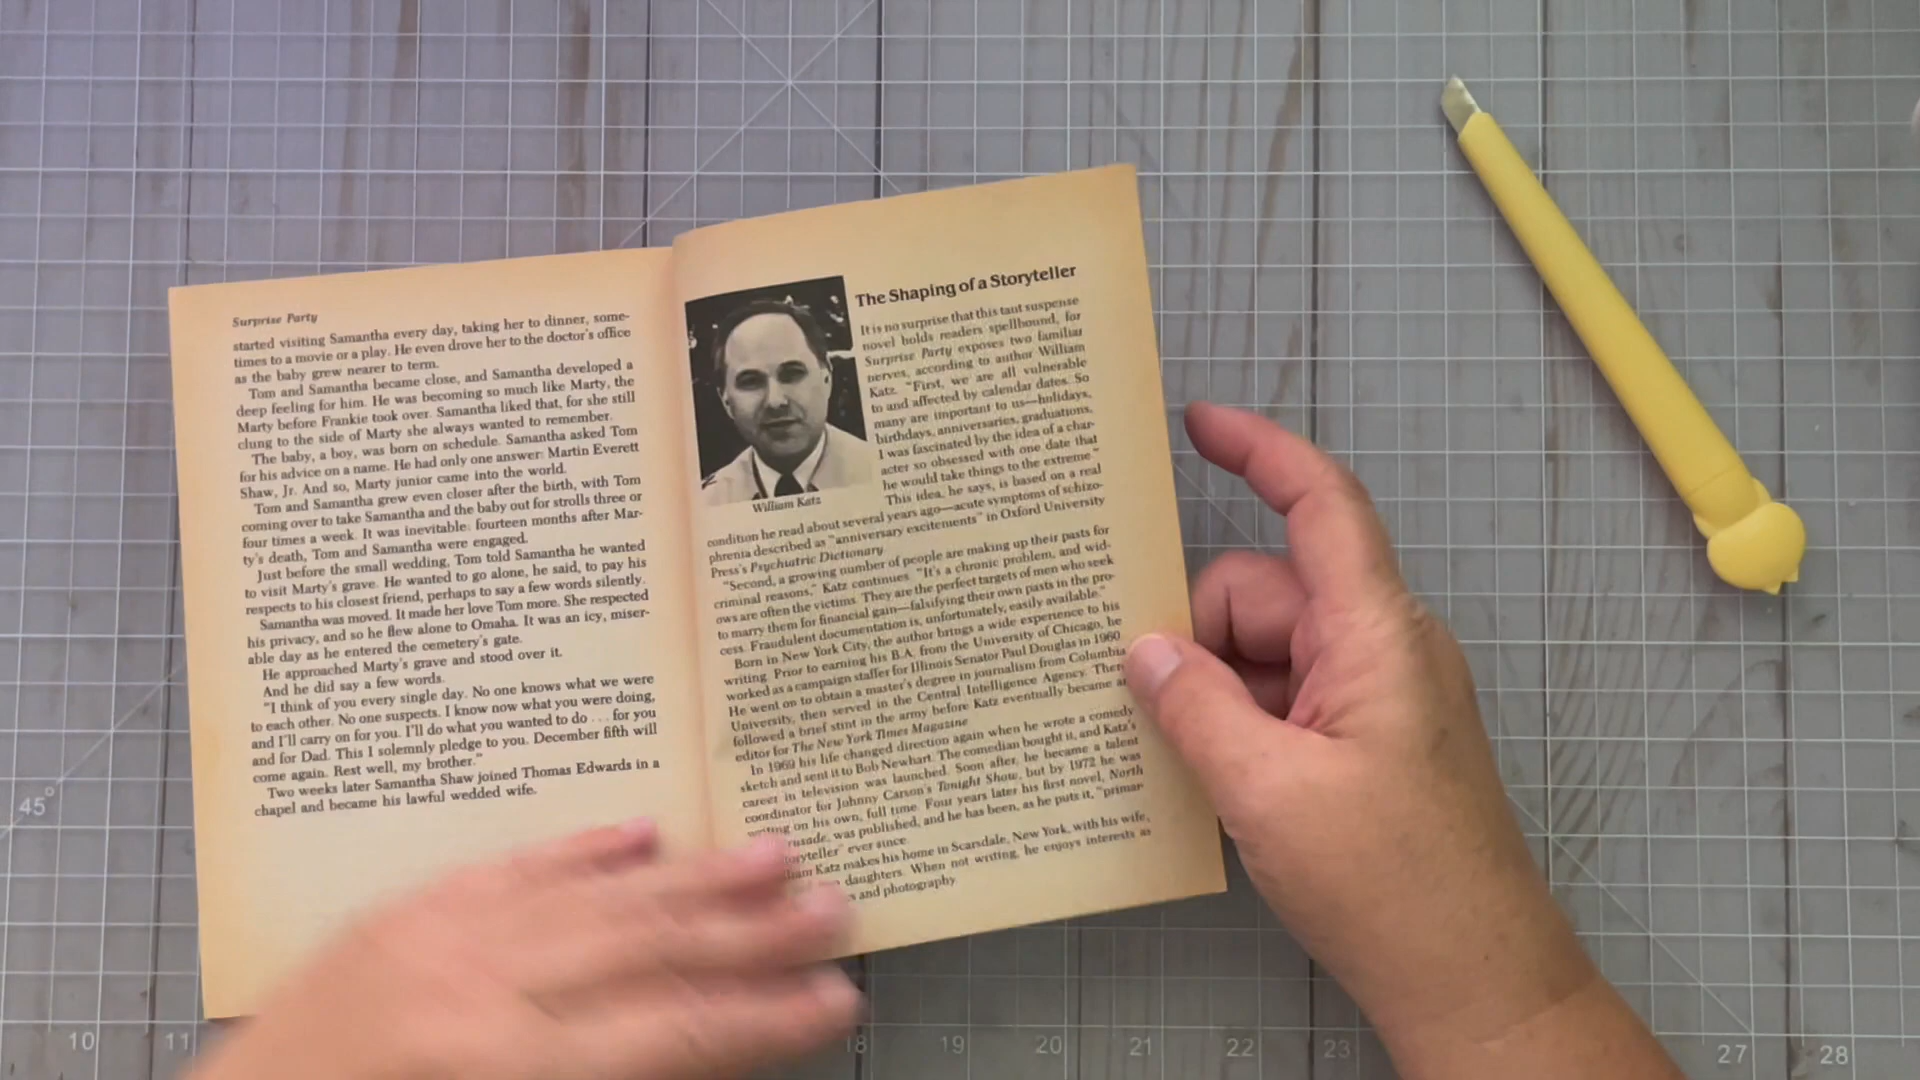 Surprise Party
started visiting Samantha every day, taking her to dinner, some-
times to a movie or a play. He even drove her to the doctor's office
as the baby grew nearer to term.
Tom and Samantha became close, and Samantha developed a
deep feeling for him. He was becoming so much like Marty, the
Marty before Frankie took over. Samantha liked that, for she still
clung to the side of Marty she always wanted to remember.
The baby, a boy, was born on schedule. Samantha asked Tom
for his advice on a name. He had only one answer: Martin Everett
Shaw, Jr. And so, Marty junior came into the world.
Tom and Samantha grew even closer after the birth, with Tom
coming over to take Samantha and the baby out for strolls three or
four times a week. It was inevitable: fourteen months after Mar-
ty's death, Tom and Samantha were engaged.
Just before the small wedding, Tom told Samantha he wanted
to visit Marty's grave. He wanted to go alone, he said, to pay his
respects to his closest friend, perhaps to say a few words silently.
Samantha was moved. It made her love Tom more. She respected
his privacy, and so he flew alone to Omaha. It was an icy, miser-
able day as he entered the cemetery's gate.
He approached Marty's grave and stood over it.
And he did say a few words.
"I think of you every single day. No one knows what we were
to each other. No one suspects. I know now what you were doing,
and I'll carry on for you. I'll do what you wanted to do . . . for you
and for Dad. This I solemnly pledge to you. December fifth will
come again. Rest well, my brother."
Two weeks later Samantha Shaw joined Thomas Edwards in a
chapel and became his lawful wedded wife.
The Shaping of a Storyteller
It is no surprise that this taut suspense
novel holds readers spellbound, for
Surprise Party exposes two familiar
nerves, according to author William
Katz. "First, we are all vulnerable
to and affected by calendar dates. So
many are important to us—holidays,
birthdays, anniversaries, graduations.
I was fascinated by the idea of a char-
acter so obsessed with one date that
he would take things to the extreme."
This idea, he says, is based on a real
William Katz
condition he read about several years ago—acute symptoms of schizo-
phrenia described as "anniversary excitements" in Oxford University
Press's Psychiatric Dictionary.
"Second, a growing number of people are making up their pasts for
criminal reasons," Katz continues. "It's a chronic problem, and wid-
ows are often the victims. They are the perfect targets of men who seek
to marry them for financial gain—falsifying their own pasts in the pro-
cess. Fraudulent documentation is, unfortunately, easily available."
Born in New York City, the author brings a wide experience to his
writing. Prior to earning his B.A. from the University of Chicago, he
worked as a campaign staffer for Illinois Senator Paul Douglas in 1960.
He went on to obtain a master's degree in journalism from Columbia
University, then served in the Central Intelligence Agency. There
followed a brief stint in the army before Katz eventually became an
editor for The New York Times Magazine.
In 1969 his life changed direction again when he wrote a comedy
sketch and sent it to Bob Newhart. The comedian bought it, and Katz's
career in television was launched. Soon after, he became a talent
coordinator for Johnny Carson's Tonight Show, but by 1972 he was
writing on his own, full time. Four years later his first novel, North
rusade, was published, and he has been, as he puts it, "primar-
toryteller" ever since.
lliam Katz makes his home in Scarsdale, New York, with his wife,
daughters. When not writing, he enjoys interests as
s and photography.
45°
10 11 18 19 20 21 22 23 27 28